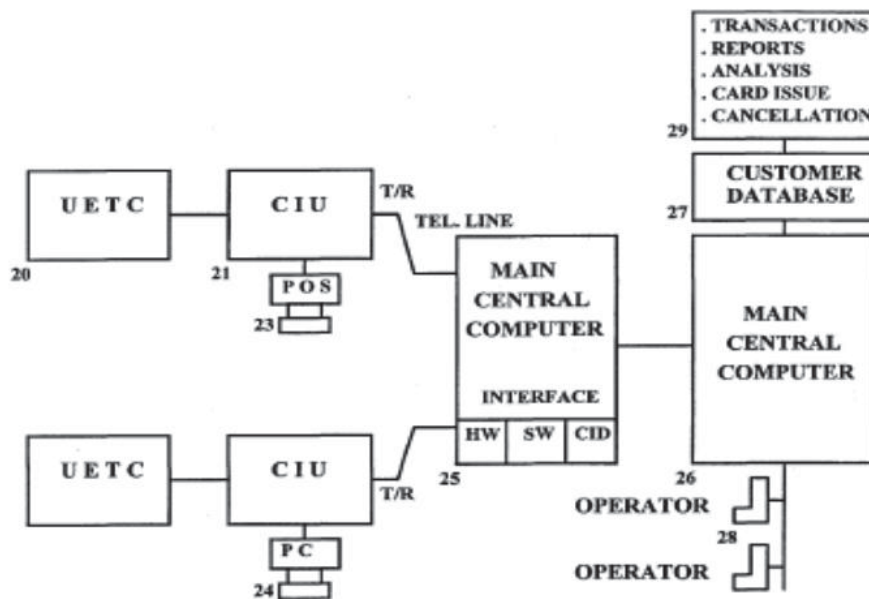 . TRANSACTIONS
. REPORTS
. ANALYSIS
. CARD ISSUE
. CANCELLATION
29
CUSTOMER
DATABASE
27
UETC
20
CIU
21
T/R
TEL. LINE
POS
23
MAIN
CENTRAL
COMPUTER
INTERFACE
HW SW CID
25
MAIN
CENTRAL
COMPUTER
26
UETC
CIU
T/R
PC
24
OPERATOR
28
OPERATOR